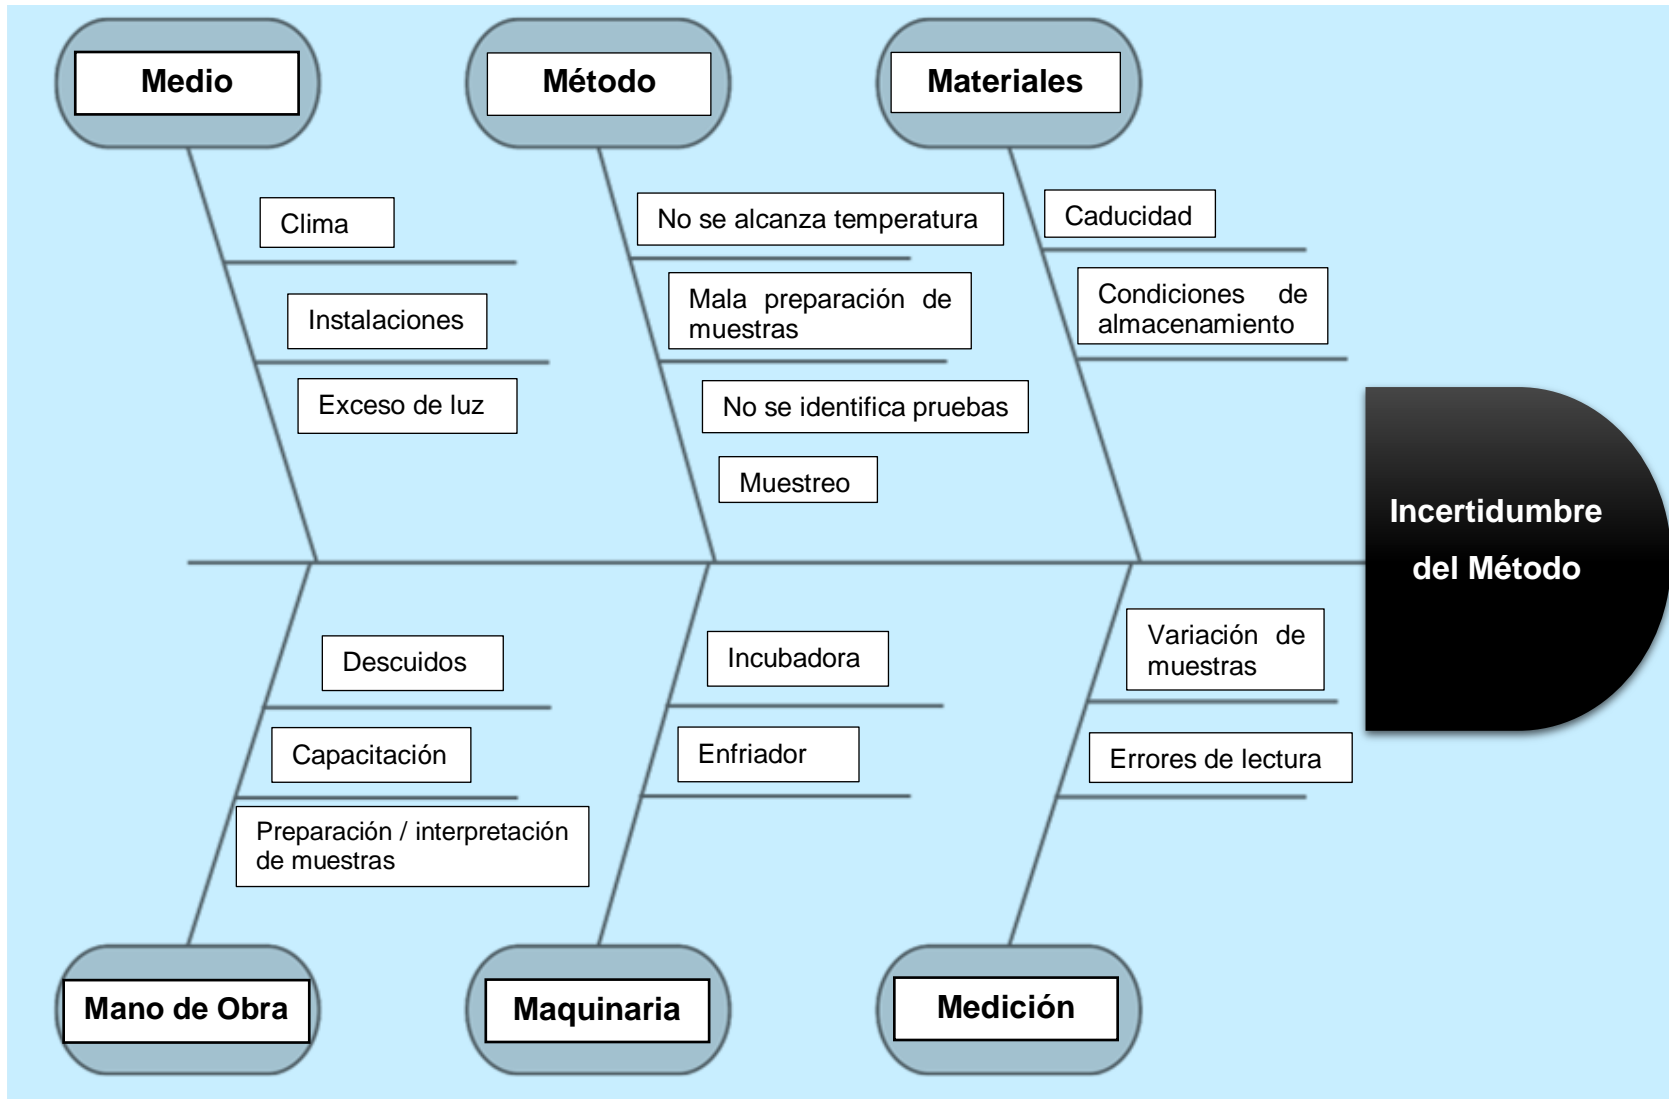 Medio
Método
Materiales
Clima
Instalaciones
Exceso de luz
No se alcanza temperatura
Mala preparación de
muestras
No se identifica pruebas
Muestreo
Caducidad
Condiciones de
almacenamiento
Incertidumbre
del Método
Descuidos
Capacitación
Preparación / interpretación
de muestras
Incubadora
Enfriador
Variación de
muestras
Errores de lectura
Mano de Obra
Maquinaria
Medición